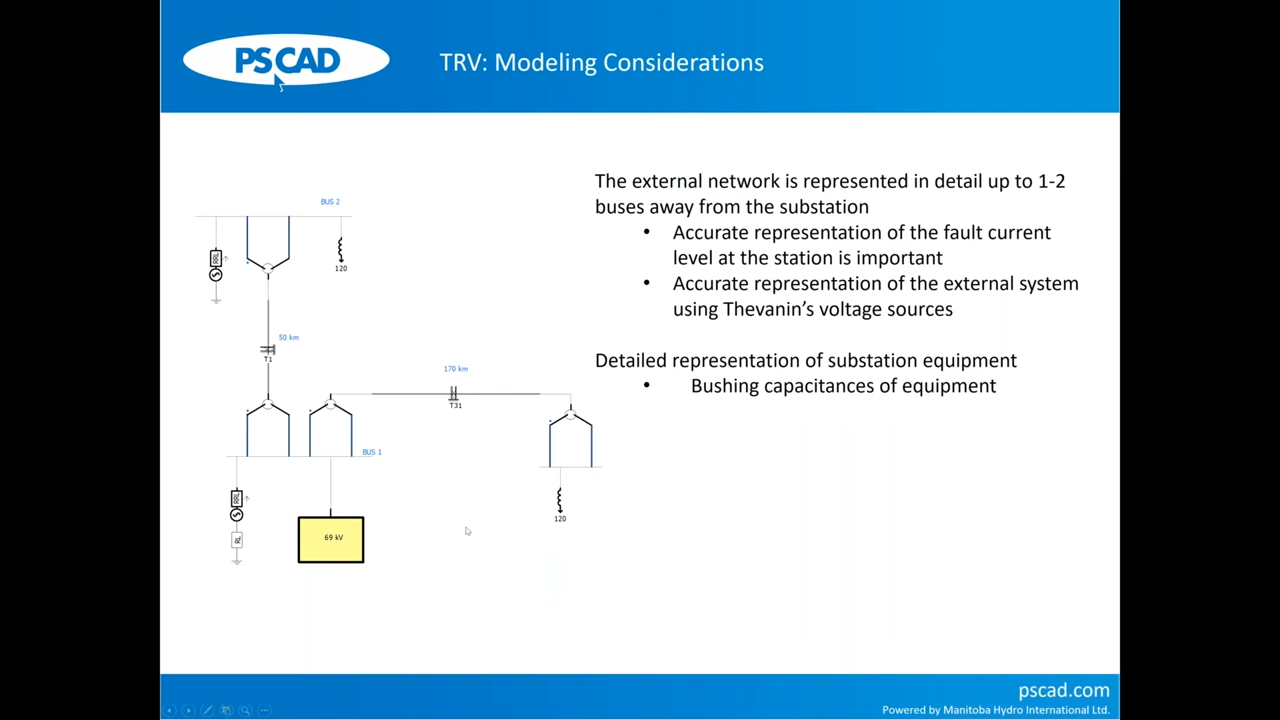 PSCAD
TRV: Modeling Considerations
The external network is represented in detail up to 1-2
buses away from the substation
• Accurate representation of the fault current
level at the station is important
• Accurate representation of the external system
using Thevanin's voltage sources
Detailed representation of substation equipment
• Bushing capacitances of equipment
BUS 2
RRL
S
120
50 km
T1
170 km
T31
BUS 1
RRL
S
RL
69 kV
120
pscad.com
Powered by Manitoba Hydro International Ltd.